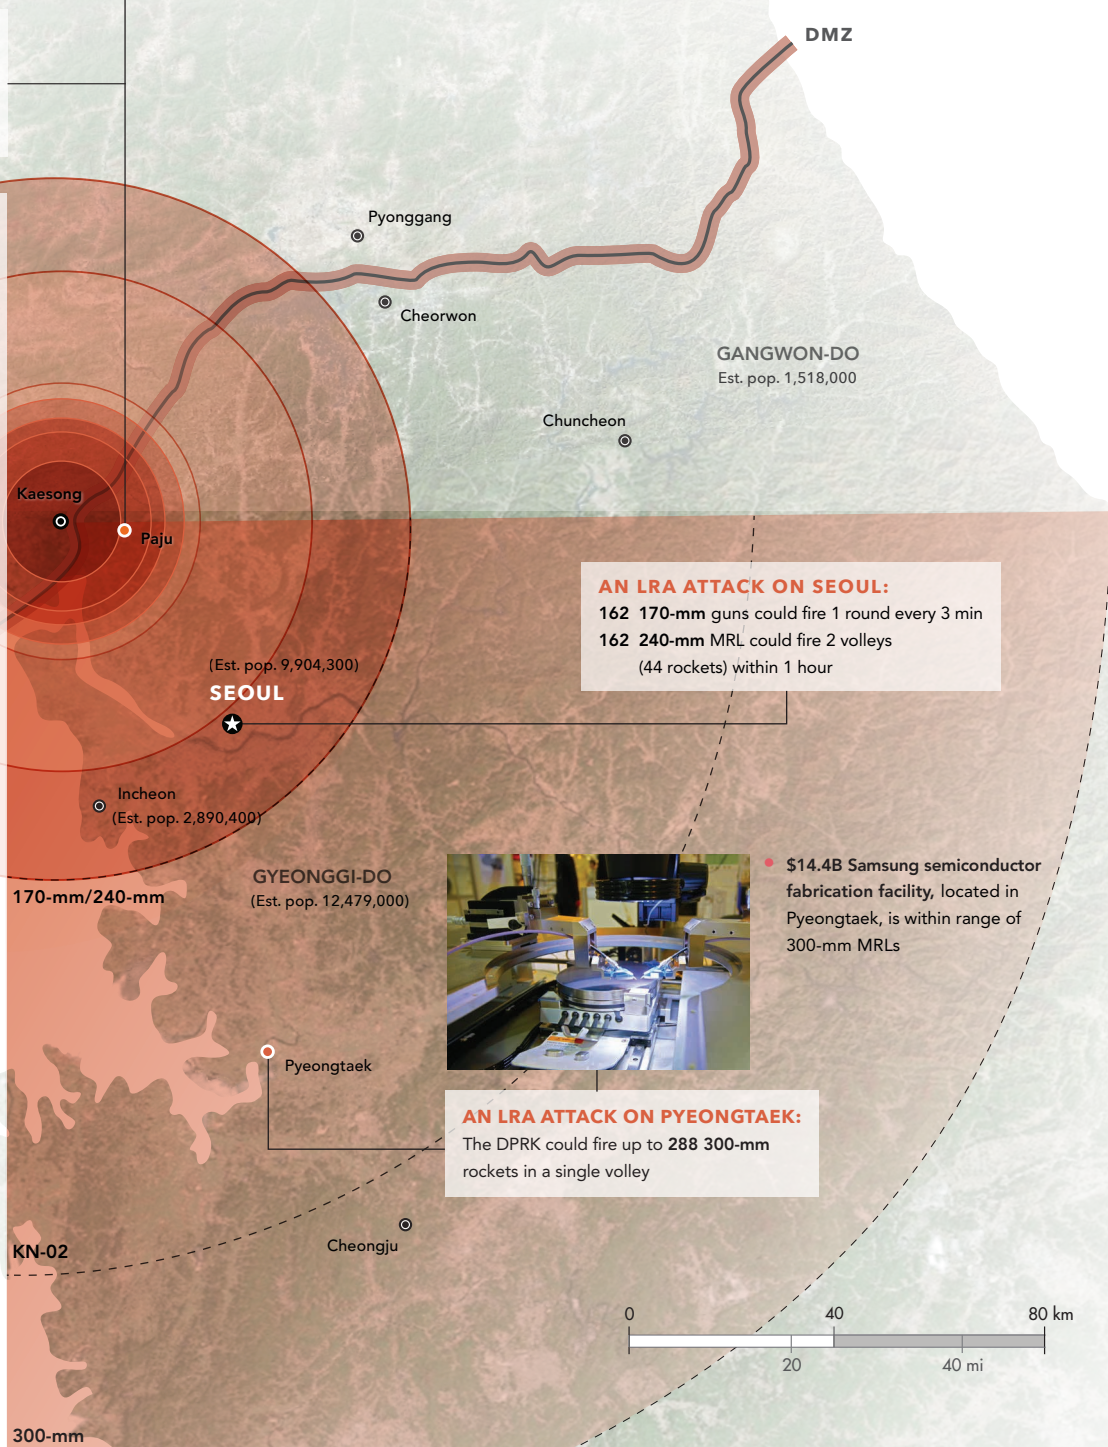 DMZ
Pyonggang
Cheorwon
GANGWON-DO
Est. pop. 1,518,000
Chuncheon
Kaesong
Paju
AN LRA ATTACK ON SEOUL:
162 170-mm guns could fire 1 round every 3 min
162 240-mm MRL could fire 2 volleys
(44 rockets) within 1 hour
(Est. pop. 9,904,300)
SEOUL
Incheon
(Est. pop. 2,890,400)
GYEONGGI-DO
(Est. pop. 12,479,000)
170-mm/240-mm
$14.4B Samsung semiconductor
fabrication facility, located in
Pyeongtaek, is within range of
300-mm MRLs
Pyeongtaek
AN LRA ATTACK ON PYEONGTAEK:
The DPRK could fire up to 288 300-mm
rockets in a single volley
Cheongju
KN-02
0 40 80 km
20 40 mi
300-mm